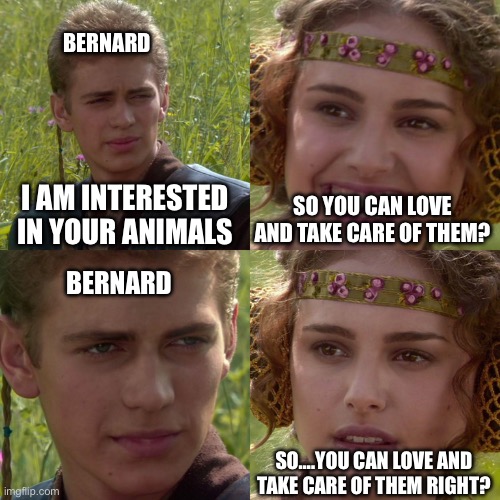 BERNARD
I AM INTERESTED
IN YOUR ANIMALS
SO YOU CAN LOVE
AND TAKE CARE OF THEM?
BERNARD
SO....YOU CAN LOVE AND
TAKE CARE OF THEM RIGHT?
imgflip.com